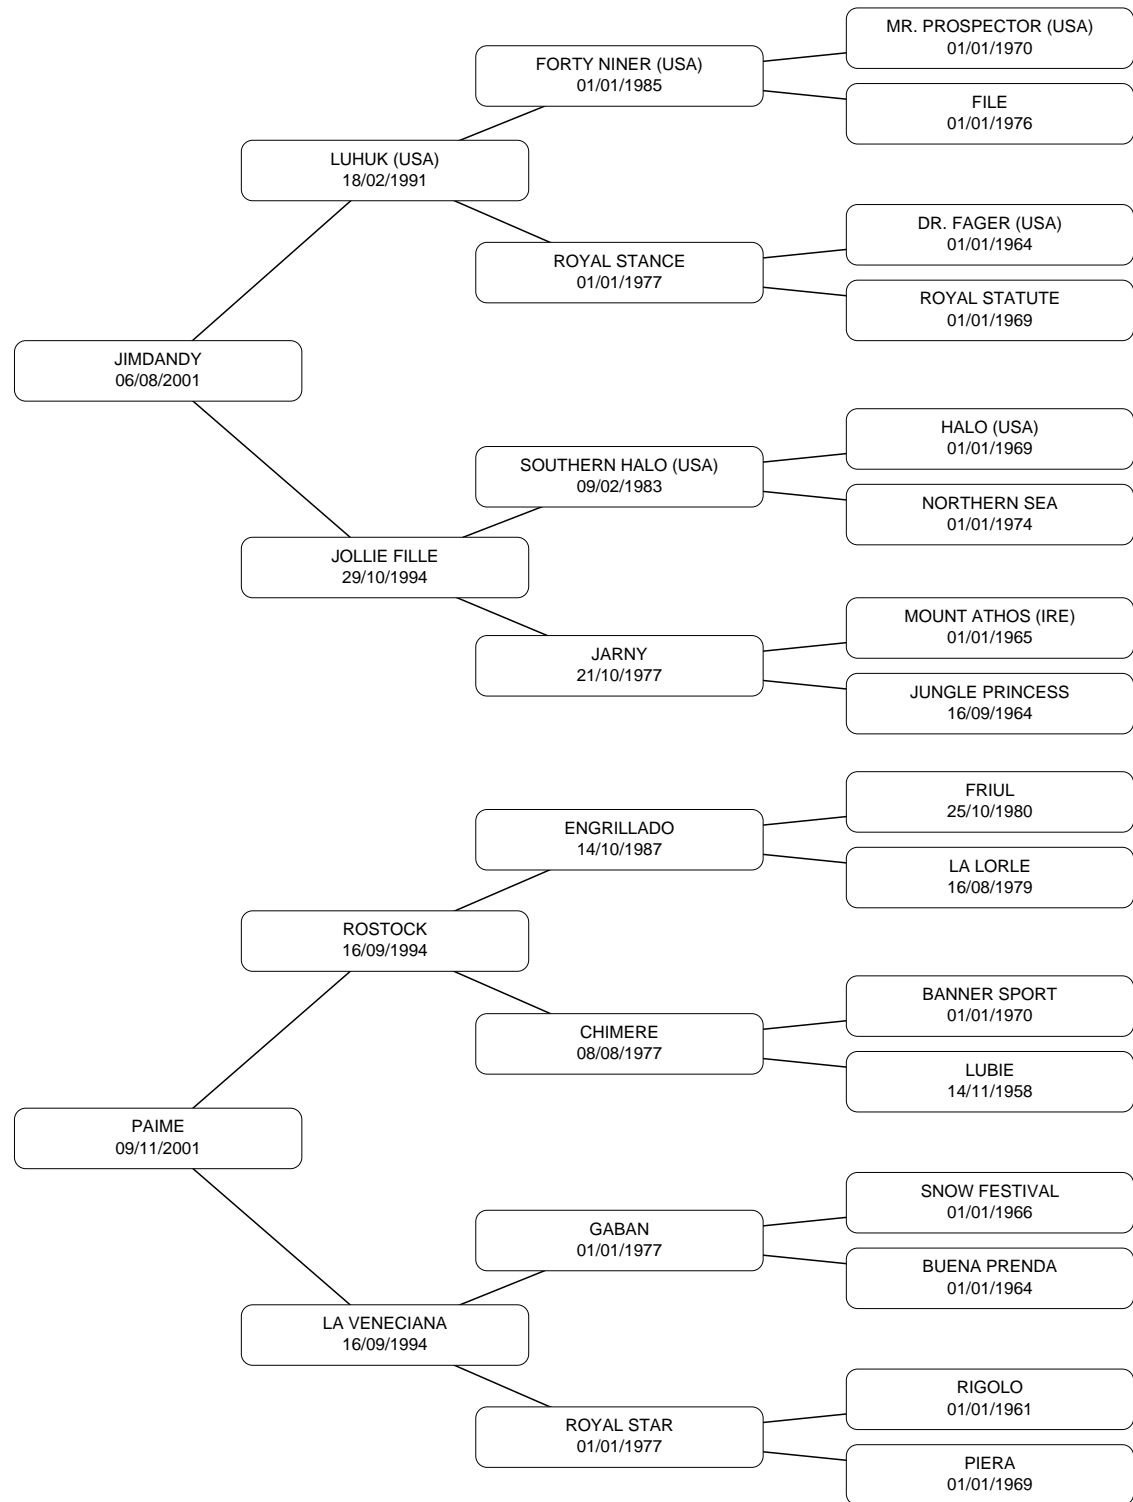 MR. PROSPECTOR (USA)
01/01/1970
FORTY NINER (USA)
01/01/1985
FILE
01/01/1976
LUHUK (USA)
18/02/1991
DR. FAGER (USA)
01/01/1964
ROYAL STANCE
01/01/1977
ROYAL STATUTE
01/01/1969
JIMDANDY
06/08/2001
HALO (USA)
01/01/1969
SOUTHERN HALO (USA)
09/02/1983
NORTHERN SEA
01/01/1974
JOLLIE FILLE
29/10/1994
MOUNT ATHOS (IRE)
01/01/1965
JARNY
21/10/1977
JUNGLE PRINCESS
16/09/1964
FRIUL
25/10/1980
ENGRILLADO
14/10/1987
LA LORLE
16/08/1979
ROSTOCK
16/09/1994
BANNER SPORT
01/01/1970
CHIMERE
08/08/1977
LUBIE
14/11/1958
PAIME
09/11/2001
SNOW FESTIVAL
01/01/1966
GABAN
01/01/1977
BUENA PRENDA
01/01/1964
LA VENECIANA
16/09/1994
RIGOLO
01/01/1961
ROYAL STAR
01/01/1977
PIERA
01/01/1969